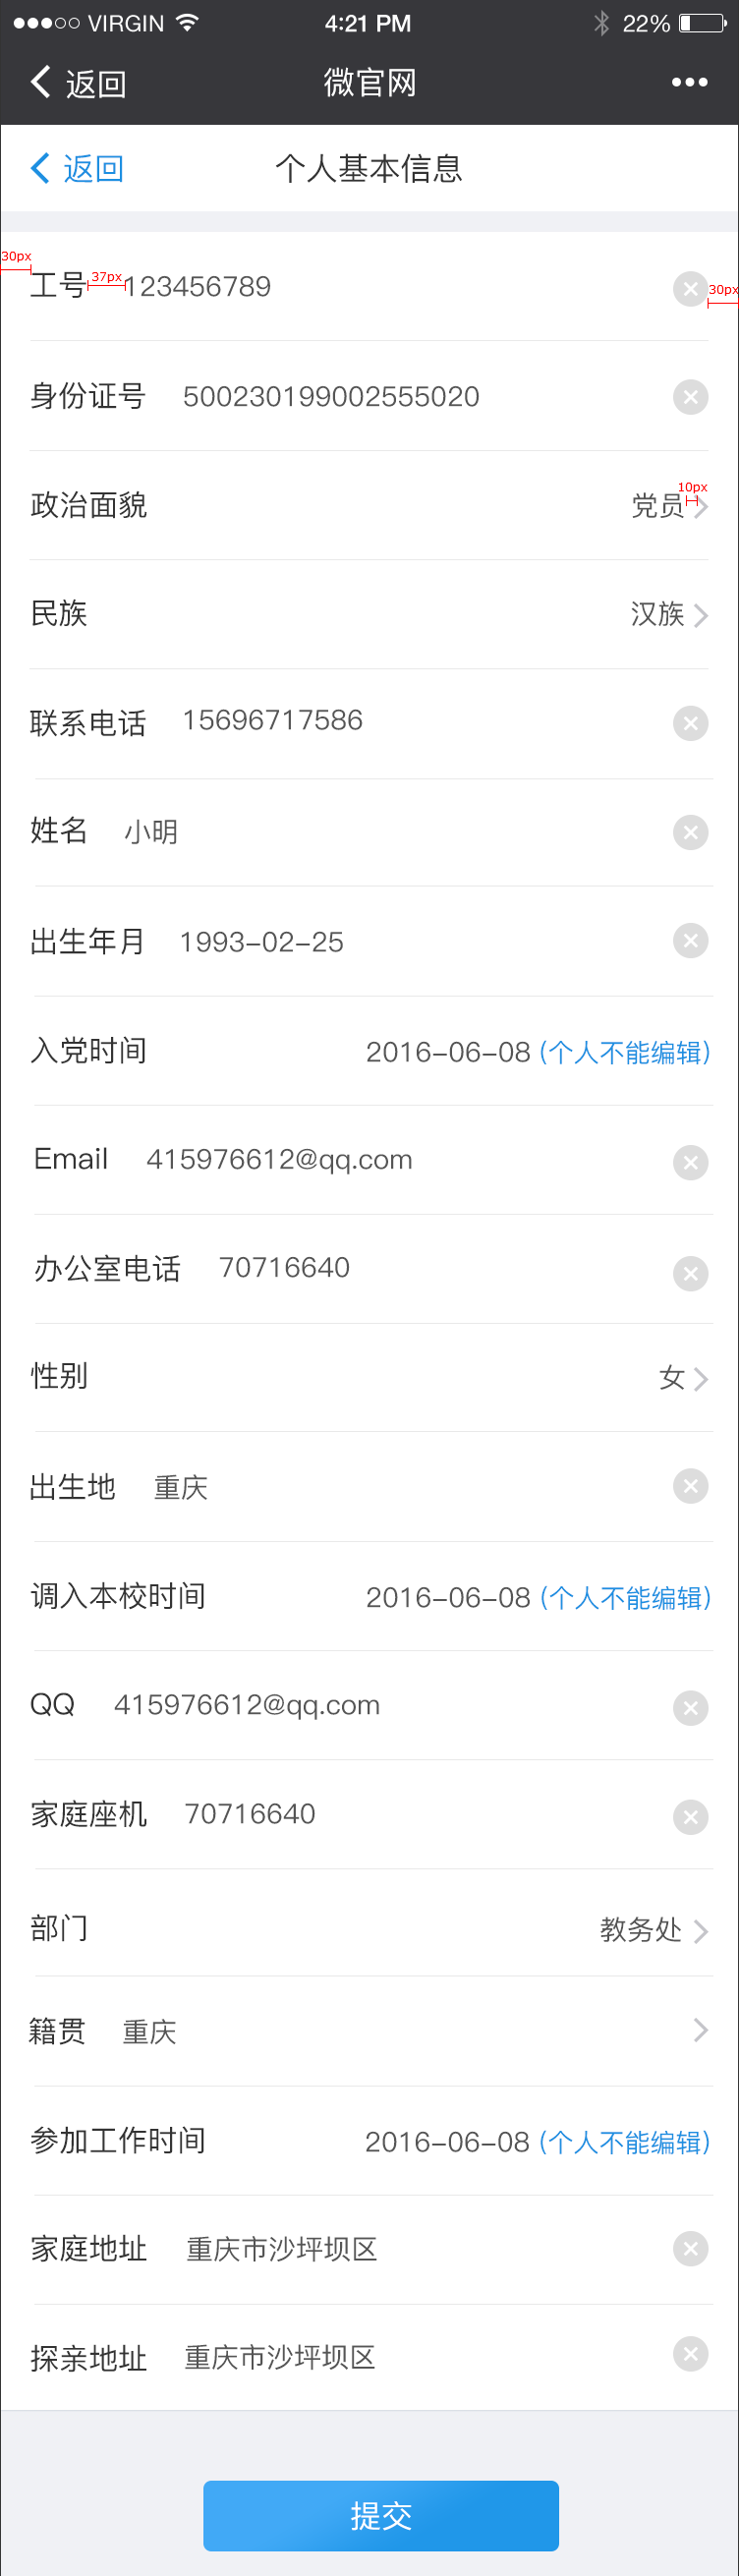 VIRGIN 4:21 PM 22%
返回 微官网
返回 个人基本信息
30px
工号 37px 123456789
30px
身份证号 500230199002555020
10px
政治面貌 党员
民族 汉族
联系电话 15696717586
姓名 小明
出生年月 1993-02-25
入党时间 2016-06-08 (个人不能编辑)
Email 415976612@qq.com
办公室电话 70716640
性别 女
出生地 重庆
调入本校时间 2016-06-08 (个人不能编辑)
QQ 415976612@qq.com
家庭座机 70716640
部门 教务处
籍贯 重庆
参加工作时间 2016-06-08 (个人不能编辑)
家庭地址 重庆市沙坪坝区
探亲地址 重庆市沙坪坝区
提交